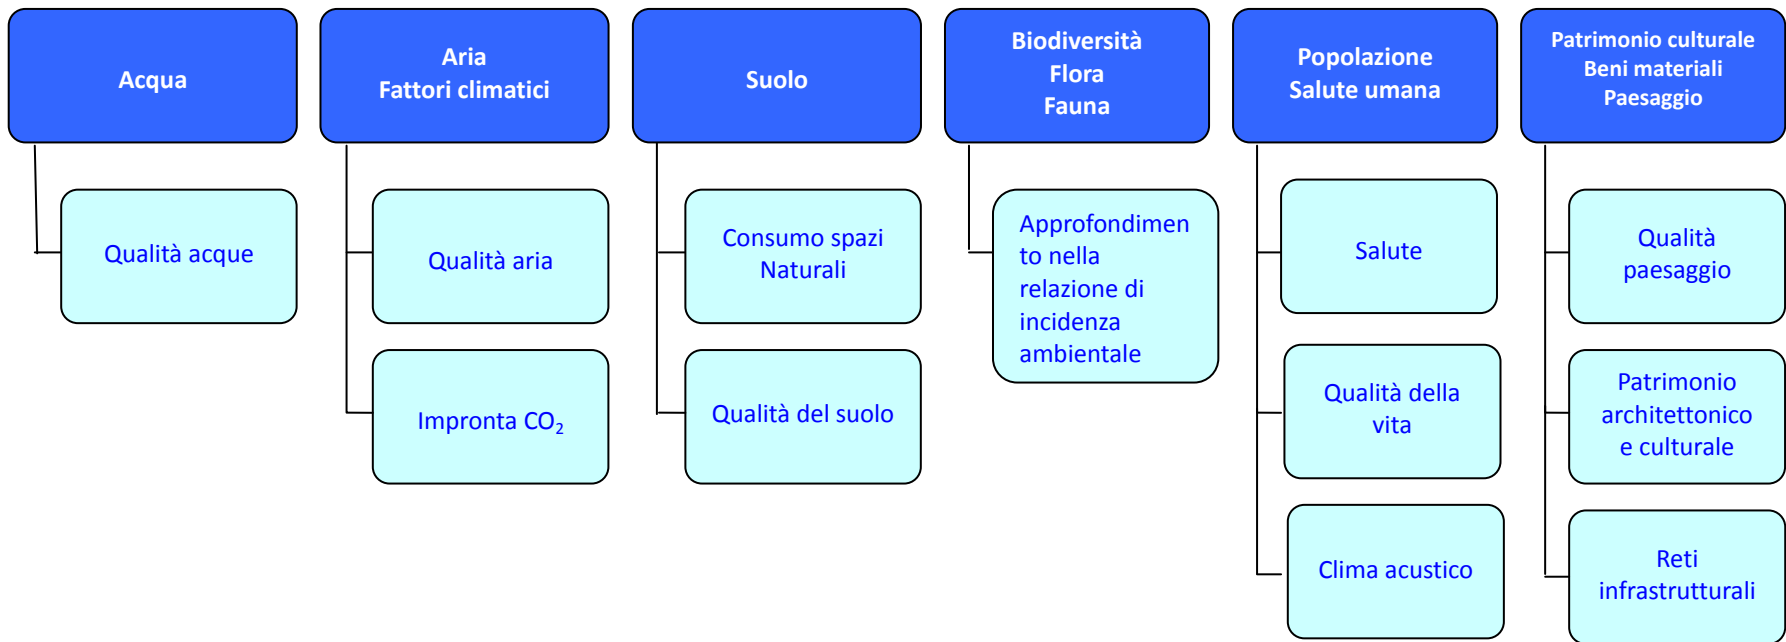 Acqua
Qualità acque
Aria
Fattori climatici
Qualità aria
Impronta CO₂
Suolo
Consumo spazi
Naturali
Qualità del suolo
Biodiversità
Flora
Fauna
Approfondimen
to nella
relazione di
incidenza
ambientale
Popolazione
Salute umana
Salute
Qualità della
vita
Clima acustico
Patrimonio culturale
Beni materiali
Paesaggio
Qualità
paesaggio
Patrimonio
architettonico
e culturale
Reti
infrastrutturali